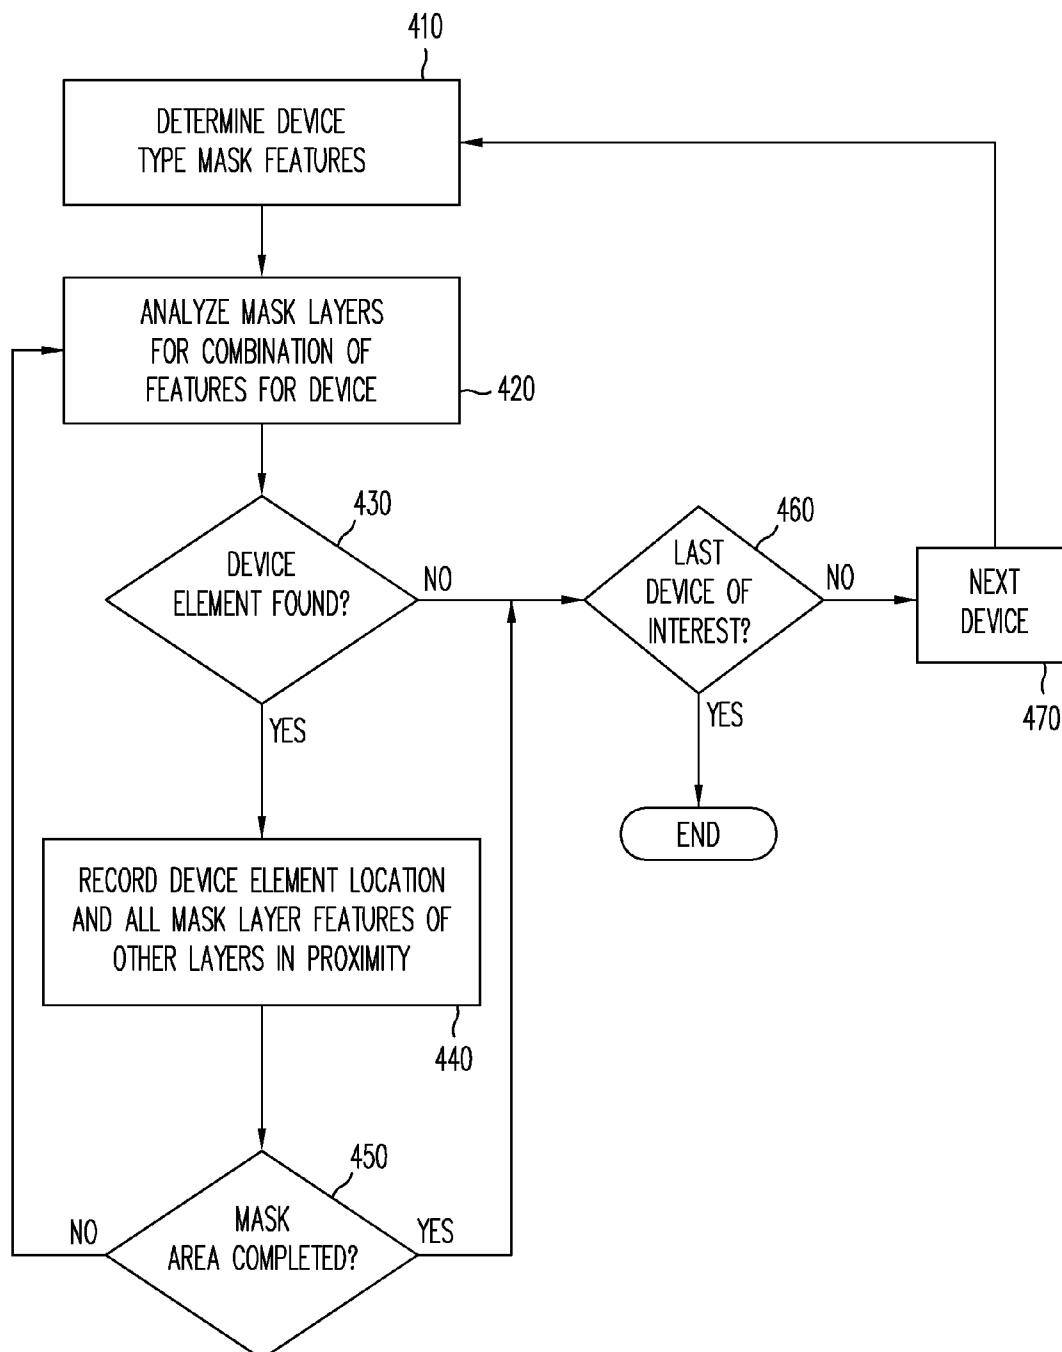 410
DETERMINE DEVICE
TYPE MASK FEATURES
ANALYZE MASK LAYERS
FOR COMBINATION OF
FEATURES FOR DEVICE
420
430
DEVICE
ELEMENT FOUND?
NO
YES
460
LAST
DEVICE OF
INTEREST?
NO
YES
NEXT
DEVICE
470
END
RECORD DEVICE ELEMENT LOCATION
AND ALL MASK LAYER FEATURES OF
OTHER LAYERS IN PROXIMITY
440
450
MASK
AREA COMPLETED?
NO
YES